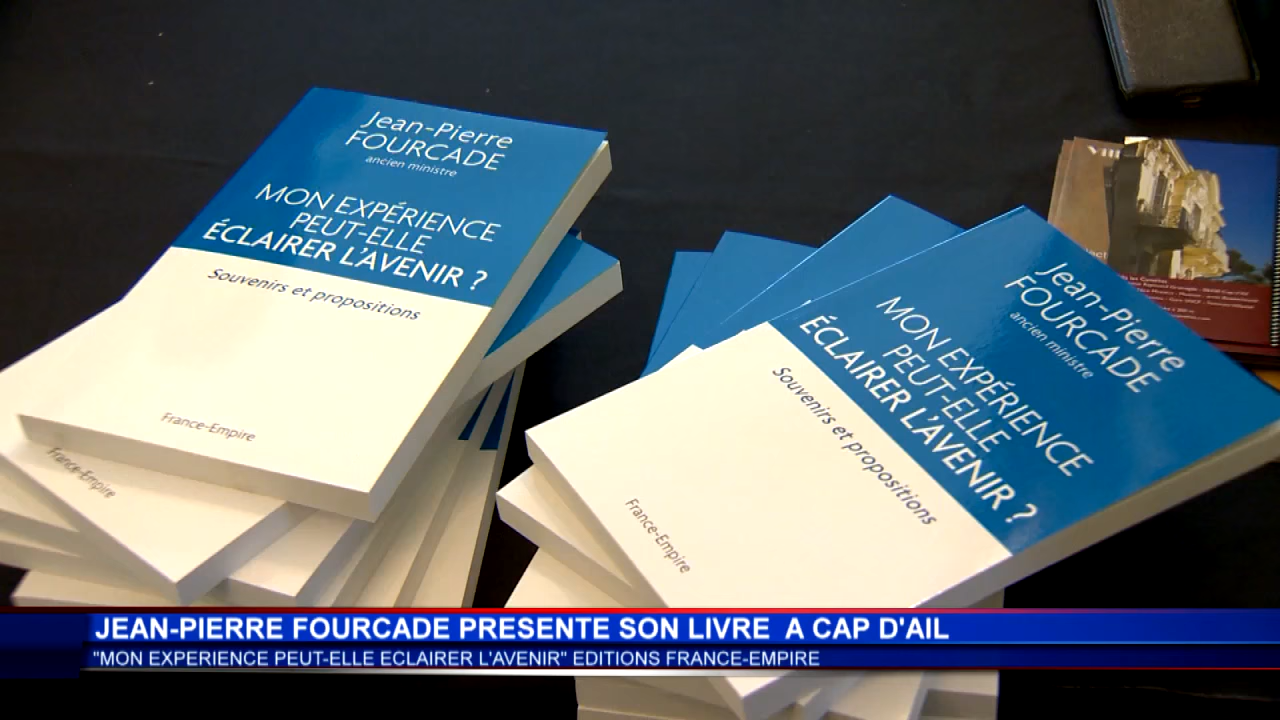 Jean-Pierre
FOURCADE
ancien ministre
MON EXPÉRIENCE
PEUT-ELLE
ÉCLAIRER L'AVENIR ?
Souvenirs et propositions
France-Empire
France-Empire
Jean-Pierre
FOURCADE
ancien ministre
MON EXPÉRIENCE
PEUT-ELLE
ÉCLAIRER L'AVENIR ?
Souvenirs et propositions
France-Empire
JEAN-PIERRE FOURCADE PRESENTE SON LIVRE A CAP D'AIL
"MON EXPERIENCE PEUT-ELLE ECLAIRER L'AVENIR" EDITIONS FRANCE-EMPIRE